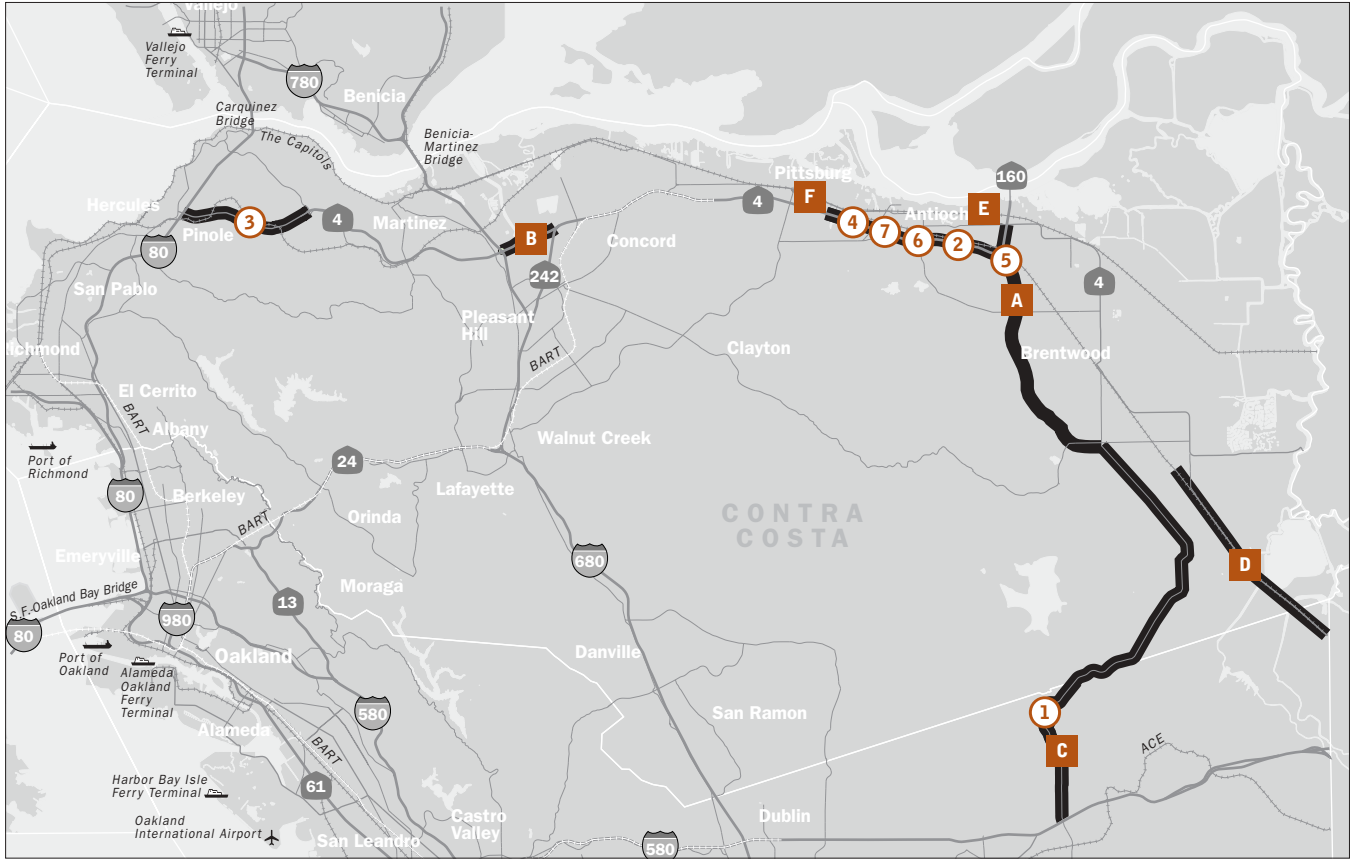 Vallejo
Vallejo
Ferry
Terminal
780
Benicia
Carquinez
Bridge
The Capitols
Benicia-
Martinez
Bridge
Pittsburg
160
F
E
4
Hercules
3
4
Martinez
4
Antioch
Pinole
7
6
2
B
Concord
80
5
242
4
San Pablo
A
Pleasant
Hill
Richmond
BART
Clayton
Brentwood
El Cerrito
BART
Albany
Walnut Creek
Port of
Richmond
24
80
Berkeley
Lafayette
BART
Orinda
CONTRA
COSTA
Emeryville
680
D
Moraga
S.F.-Oakland Bay Bridge
13
980
80
Port of
Oakland
Oakland
Danville
Alameda
Oakland
Ferry
Terminal
580
San Ramon
1
Alameda
BART
C
ACE
Harbor Bay Isle
Ferry Terminal
61
Oakland
International Airport
Castro
Valley
Dublin
San Leandro
580